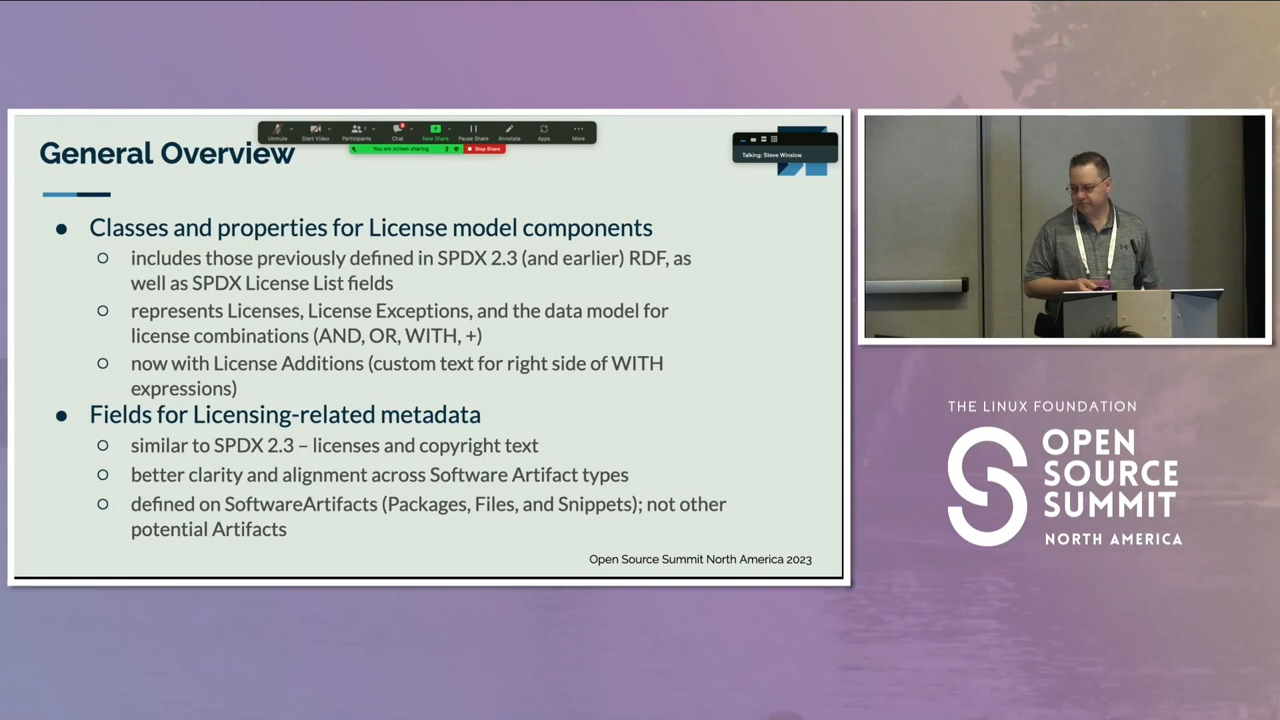 Unmute
Start Video
Participants
Chat
New Share
Pause Share
Annotate
Apps
More
You are screen sharing
Stop Share
General Overview
Talking: Steve Winslow
● Classes and properties for License model components
○ includes those previously defined in SPDX 2.3 (and earlier) RDF, as
well as SPDX License List fields
○ represents Licenses, License Exceptions, and the data model for
license combinations (AND, OR, WITH, +)
○ now with License Additions (custom text for right side of WITH
expressions)
● Fields for Licensing-related metadata
○ similar to SPDX 2.3 – licenses and copyright text
○ better clarity and alignment across Software Artifact types
○ defined on SoftwareArtifacts (Packages, Files, and Snippets); not other
potential Artifacts
Open Source Summit North America 2023
THE LINUX FOUNDATION
OPEN
SOURCE
SUMMIT
NORTH AMERICA